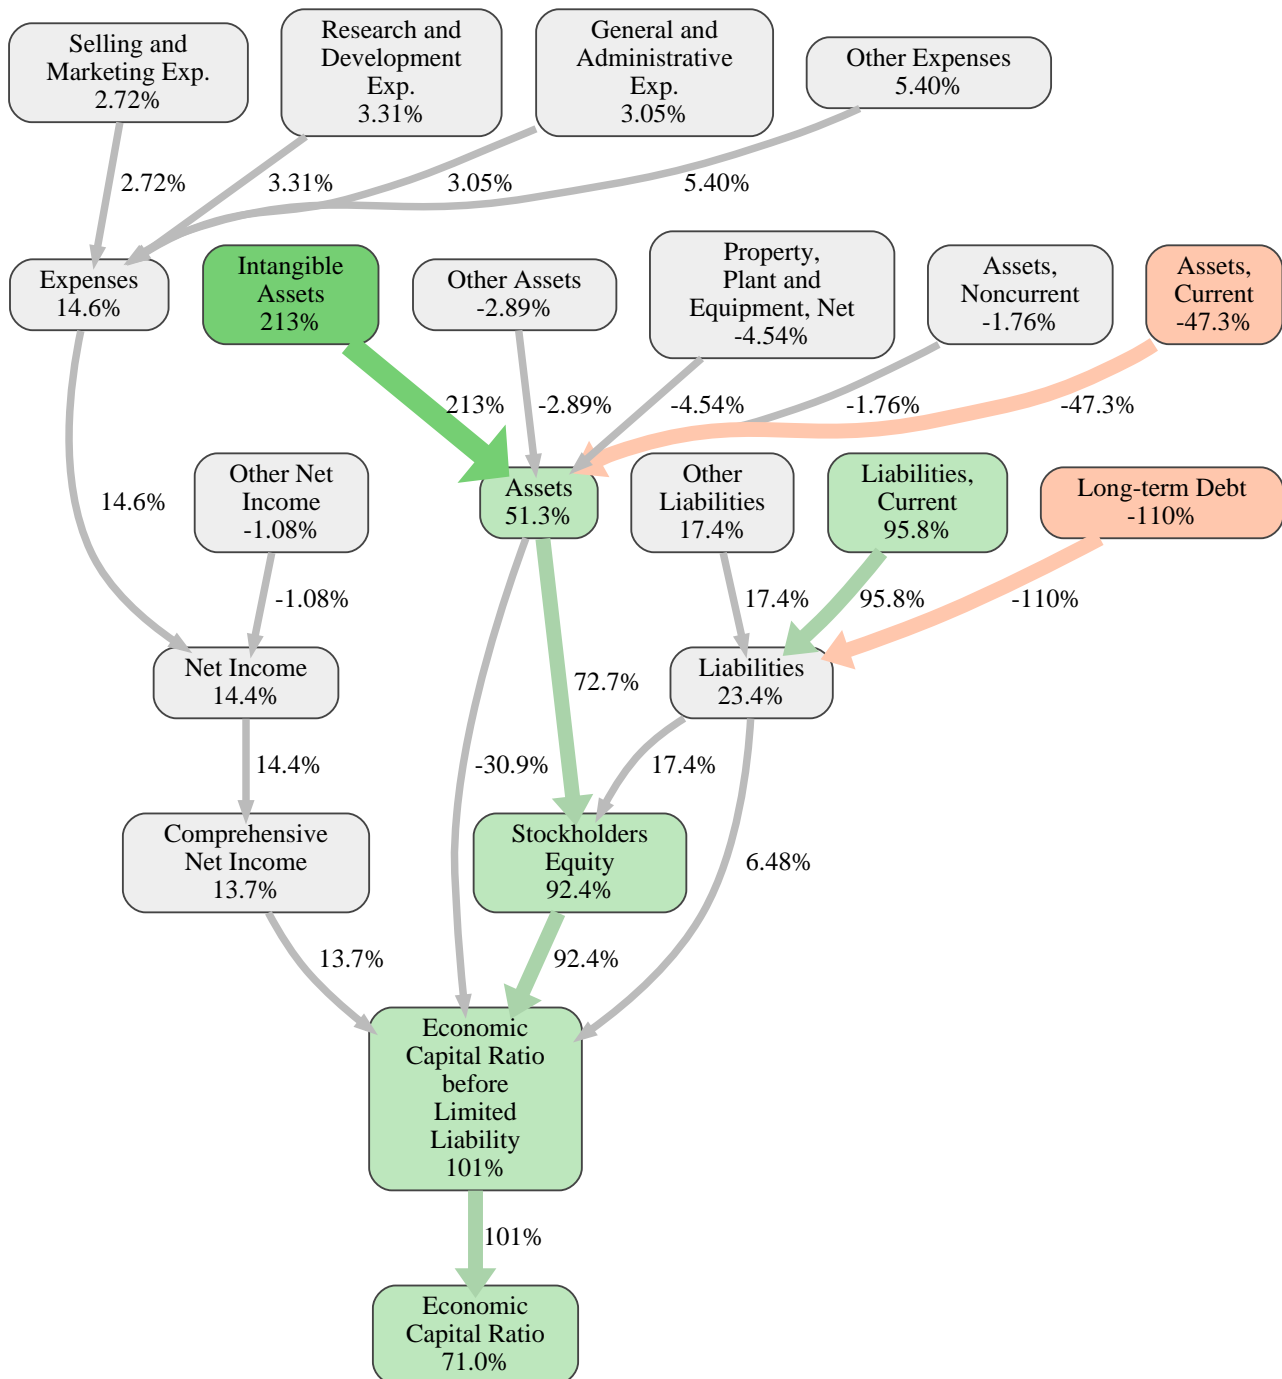 Selling and
Marketing Exp.
2.72%
Research and
Development
Exp.
3.31%
General and
Administrative
Exp.
3.05%
Other Expenses
5.40%
2.72%
3.31%
3.05%
5.40%
Expenses
14.6%
Intangible
Assets
213%
Other Assets
-2.89%
Property,
Plant and
Equipment, Net
-4.54%
Assets,
Noncurrent
-1.76%
Assets,
Current
-47.3%
213%
-2.89%
-4.54%
-1.76%
-47.3%
14.6%
Other Net
Income
-1.08%
Assets
51.3%
Other
Liabilities
17.4%
Liabilities,
Current
95.8%
Long-term Debt
-110%
-1.08%
17.4%
95.8%
-110%
Net Income
14.4%
72.7%
Liabilities
23.4%
14.4%
-30.9%
17.4%
Comprehensive
Net Income
13.7%
Stockholders
Equity
92.4%
6.48%
13.7%
92.4%
Economic
Capital Ratio
before
Limited
Liability
101%
101%
Economic
Capital Ratio
71.0%